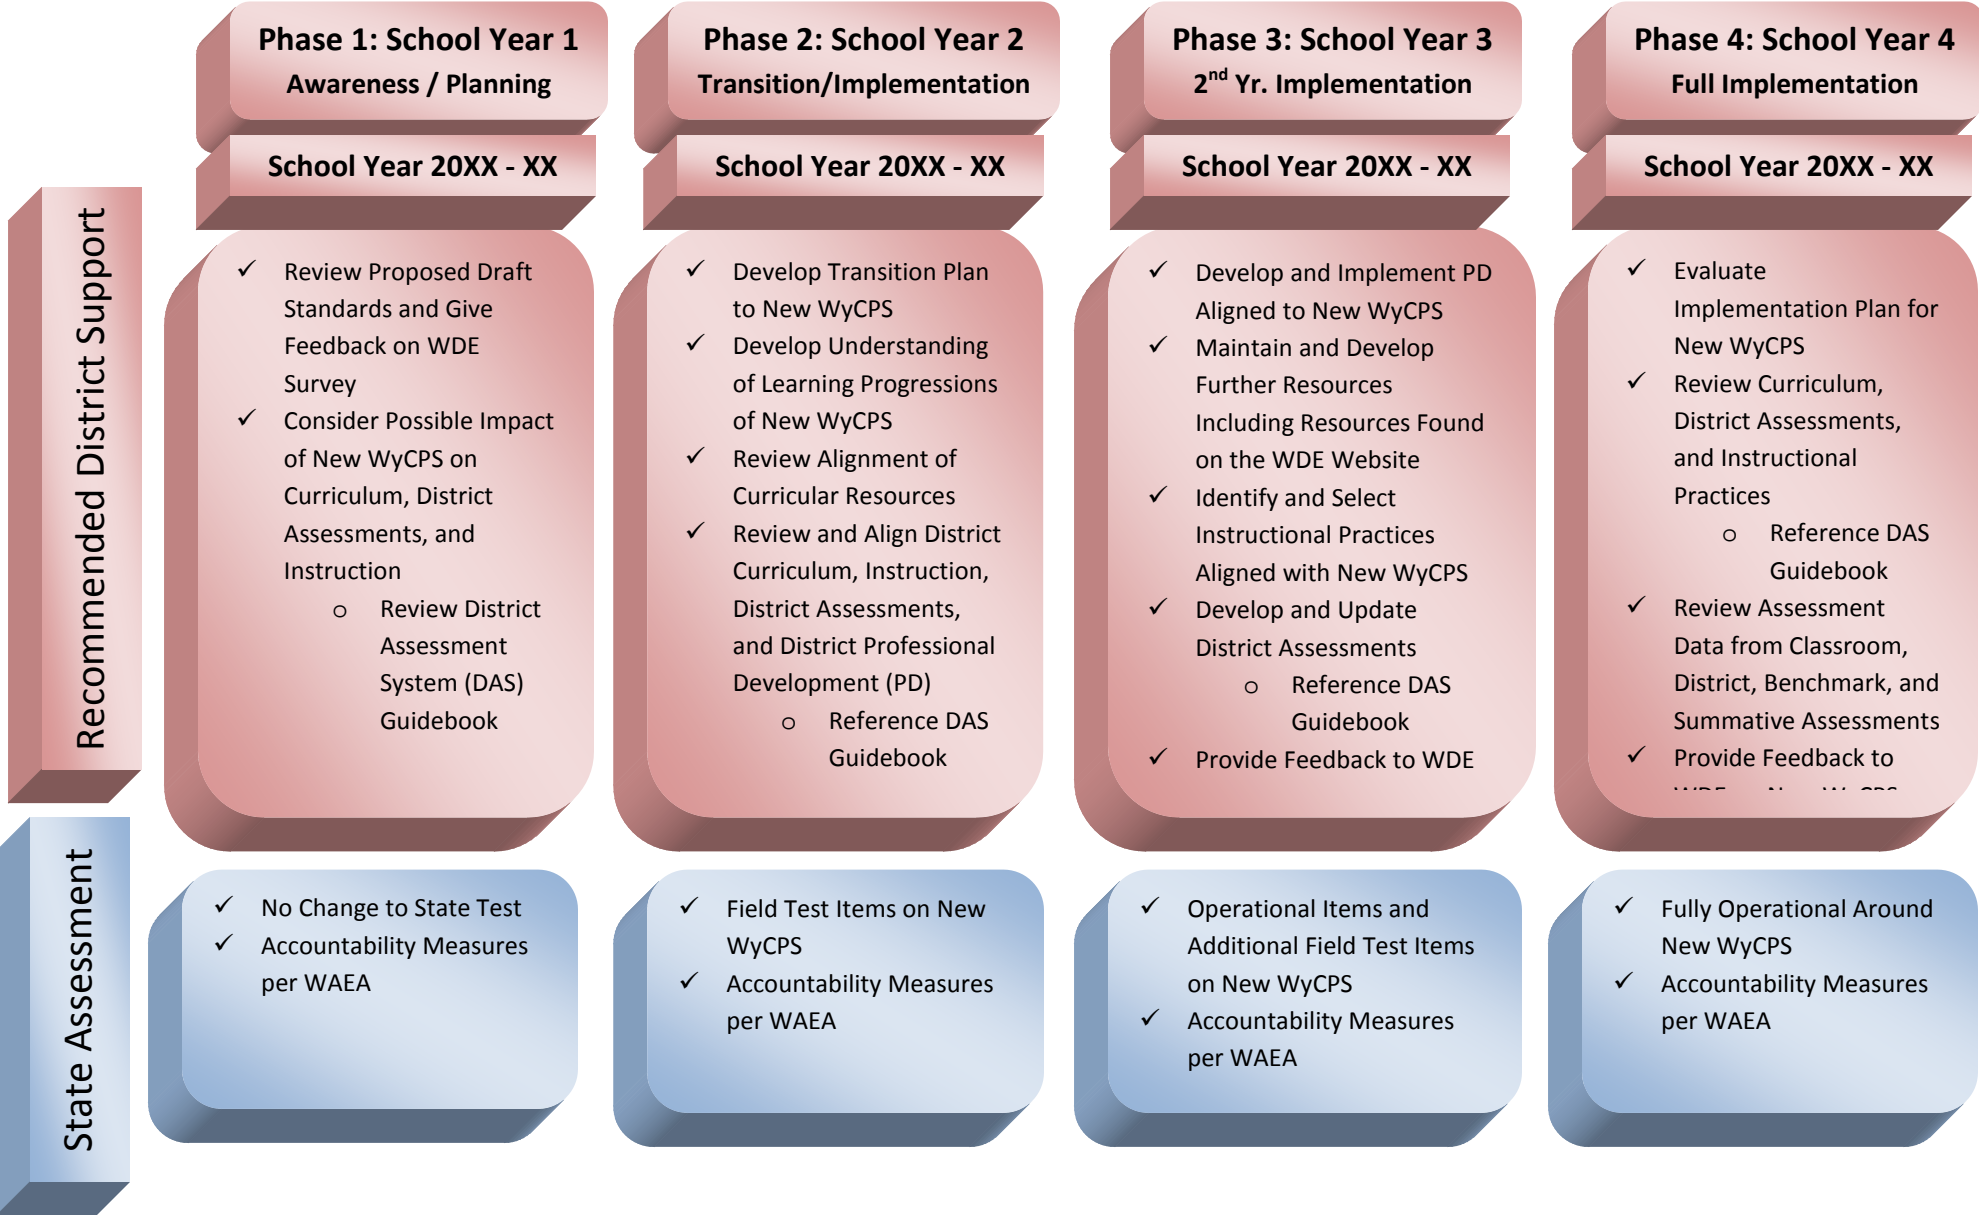 Phase 1: School Year 1
Awareness / Planning
School Year 20XX - XX
Phase 2: School Year 2
Transition/Implementation
School Year 20XX - XX
Phase 3: School Year 3
2nd Yr. Implementation
School Year 20XX - XX
Phase 4: School Year 4
Full Implementation
School Year 20XX - XX
Recommended District Support
✓ Review Proposed Draft
Standards and Give
Feedback on WDE
Survey
✓ Consider Possible Impact
of New WyCPS on
Curriculum, District
Assessments, and
Instruction
o Review District
Assessment
System (DAS)
Guidebook
✓ Develop Transition Plan
to New WyCPS
✓ Develop Understanding
of Learning Progressions
of New WyCPS
✓ Review Alignment of
Curricular Resources
✓ Review and Align District
Curriculum, Instruction,
District Assessments,
and District Professional
Development (PD)
o Reference DAS
Guidebook
✓ Develop and Implement PD
Aligned to New WyCPS
✓ Maintain and Develop
Further Resources
Including Resources Found
on the WDE Website
✓ Identify and Select
Instructional Practices
Aligned with New WyCPS
✓ Develop and Update
District Assessments
o Reference DAS
Guidebook
✓ Provide Feedback to WDE
✓ Evaluate
Implementation Plan for
New WyCPS
✓ Review Curriculum,
District Assessments,
and Instructional
Practices
o Reference DAS
Guidebook
✓ Review Assessment
Data from Classroom,
District, Benchmark, and
Summative Assessments
✓ Provide Feedback to
WDE New WyCPS
State Assessment
✓ No Change to State Test
✓ Accountability Measures
per WAEA
✓ Field Test Items on New
WyCPS
✓ Accountability Measures
per WAEA
✓ Operational Items and
Additional Field Test Items
on New WyCPS
✓ Accountability Measures
per WAEA
✓ Fully Operational Around
New WyCPS
✓ Accountability Measures
per WAEA